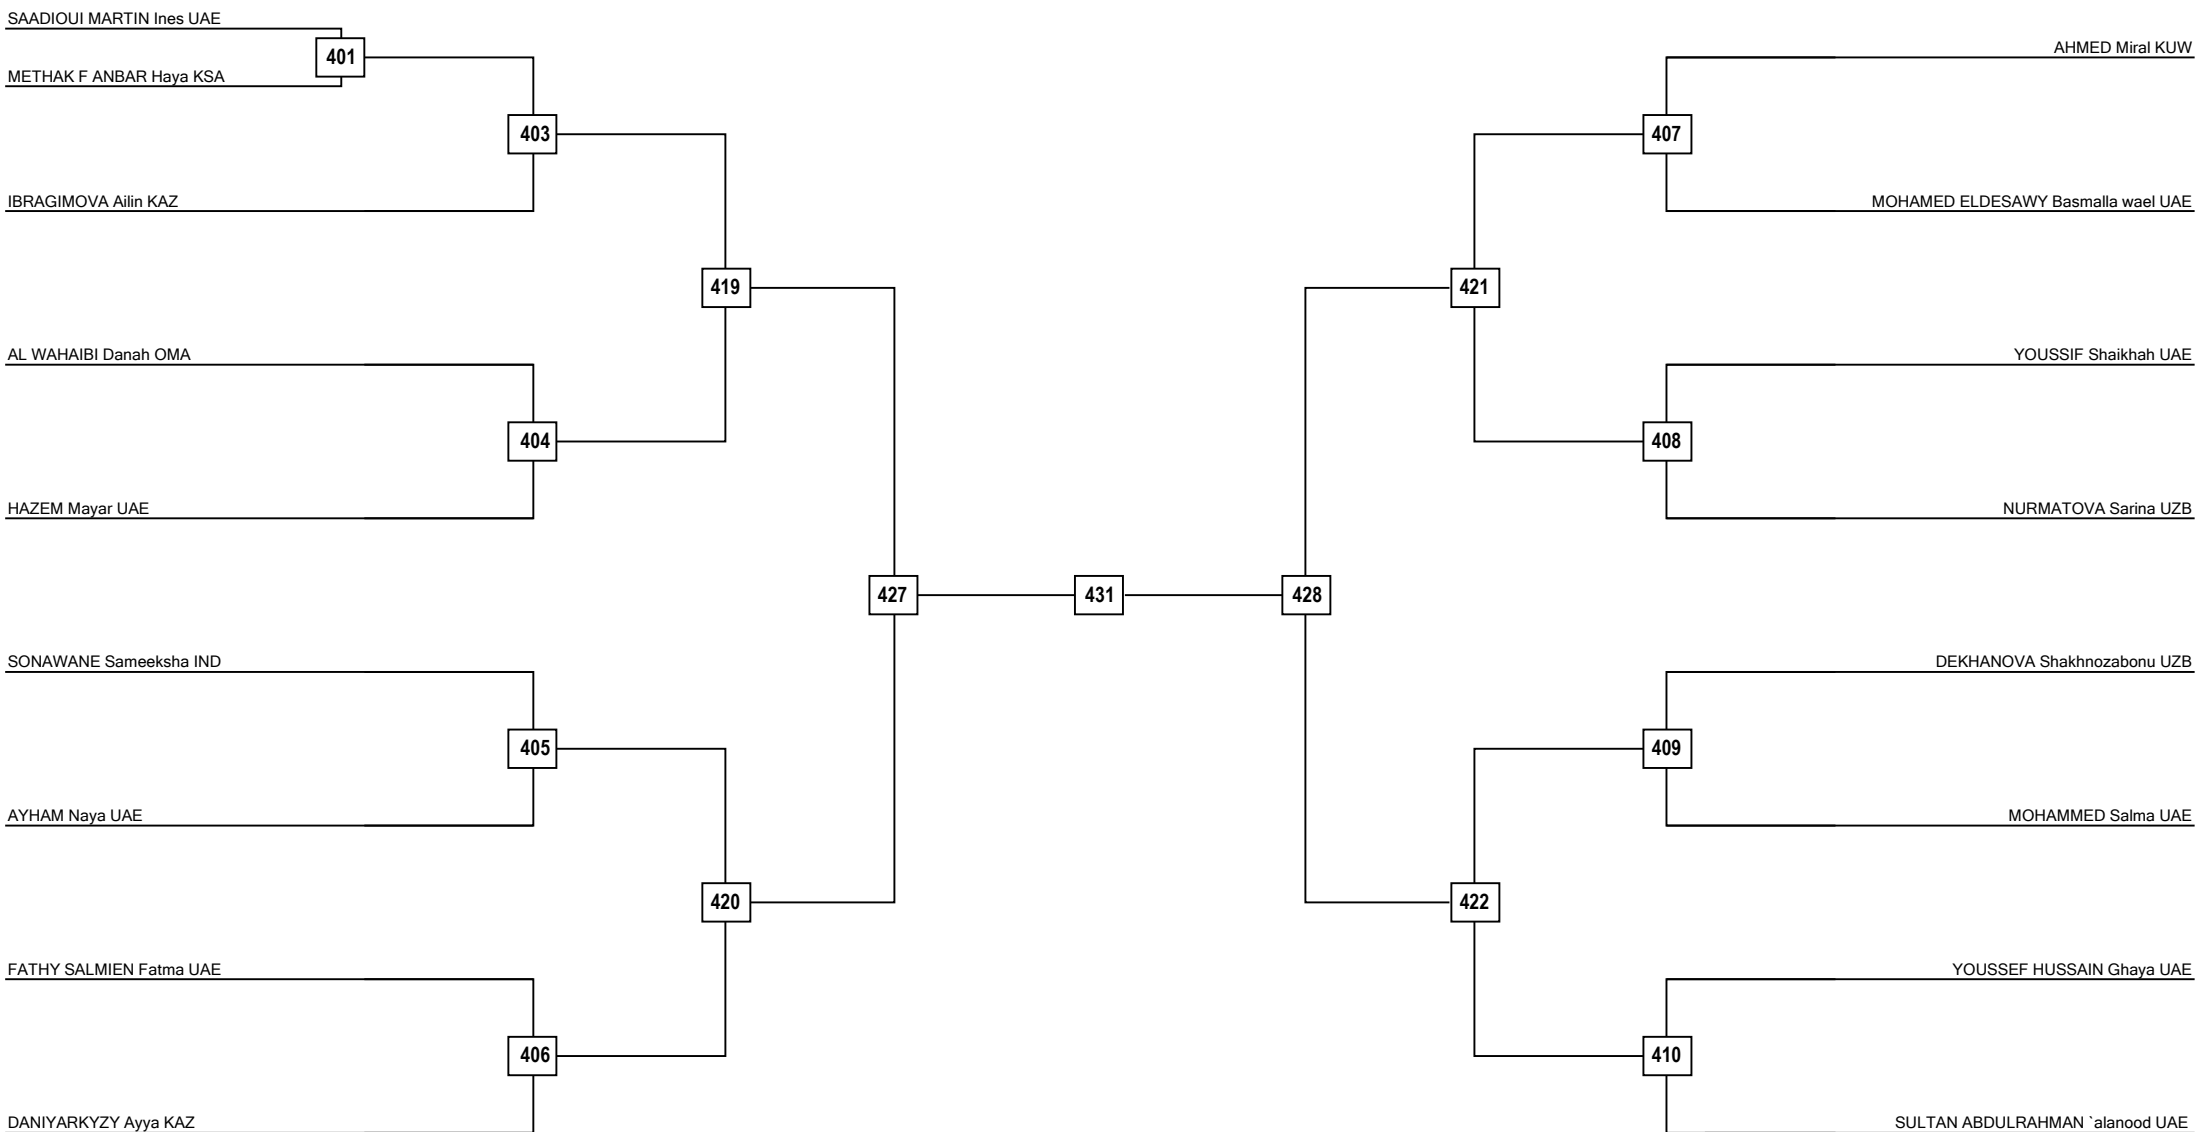 SAADIOUI MARTIN Ines UAE
401
METHAK F ANBAR Haya KSA
403
IBRAGIMOVA Ailin KAZ
419
AL WAHAIBI Danah OMA
404
HAZEM Mayar UAE
427
SONAWANE Sameeksha IND
405
AYHAM Naya UAE
420
FATHY SALMIEN Fatma UAE
406
DANIYARKYZY Ayya KAZ
431
AHMED Miral KUW
407
MOHAMED ELDESAWY Basmalla wael UAE
421
YOUSSIF Shaikhah UAE
408
NURMATOVA Sarina UZB
428
DEKHANOVA Shakhnozabonu UZB
409
MOHAMMED Salma UAE
422
YOUSSEF HUSSAIN Ghaya UAE
410
SULTAN ABDULRAHMAN `alanood UAE